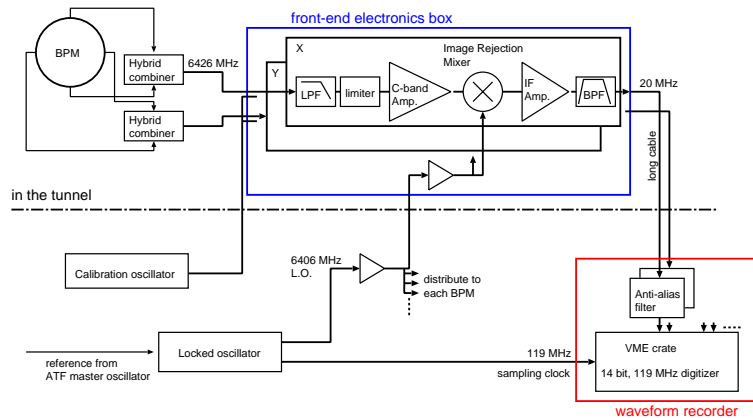 front-end electronics box
BPM
Hybrid
combiner
6426 MHz
Hybrid
combiner
X
Y
Image Rejection
Mixer
LPF
limiter
C-band
Amp.
IF
Amp.
BPF
20 MHz
long cable
in the tunnel
Calibration oscillator
6406 MHz
L.O.
distribute to
each BPM
Anti-alias
filter
reference from
ATF master oscillator
Locked oscillator
119 MHz
sampling clock
VME crate
14 bit, 119 MHz digitizer
waveform recorder